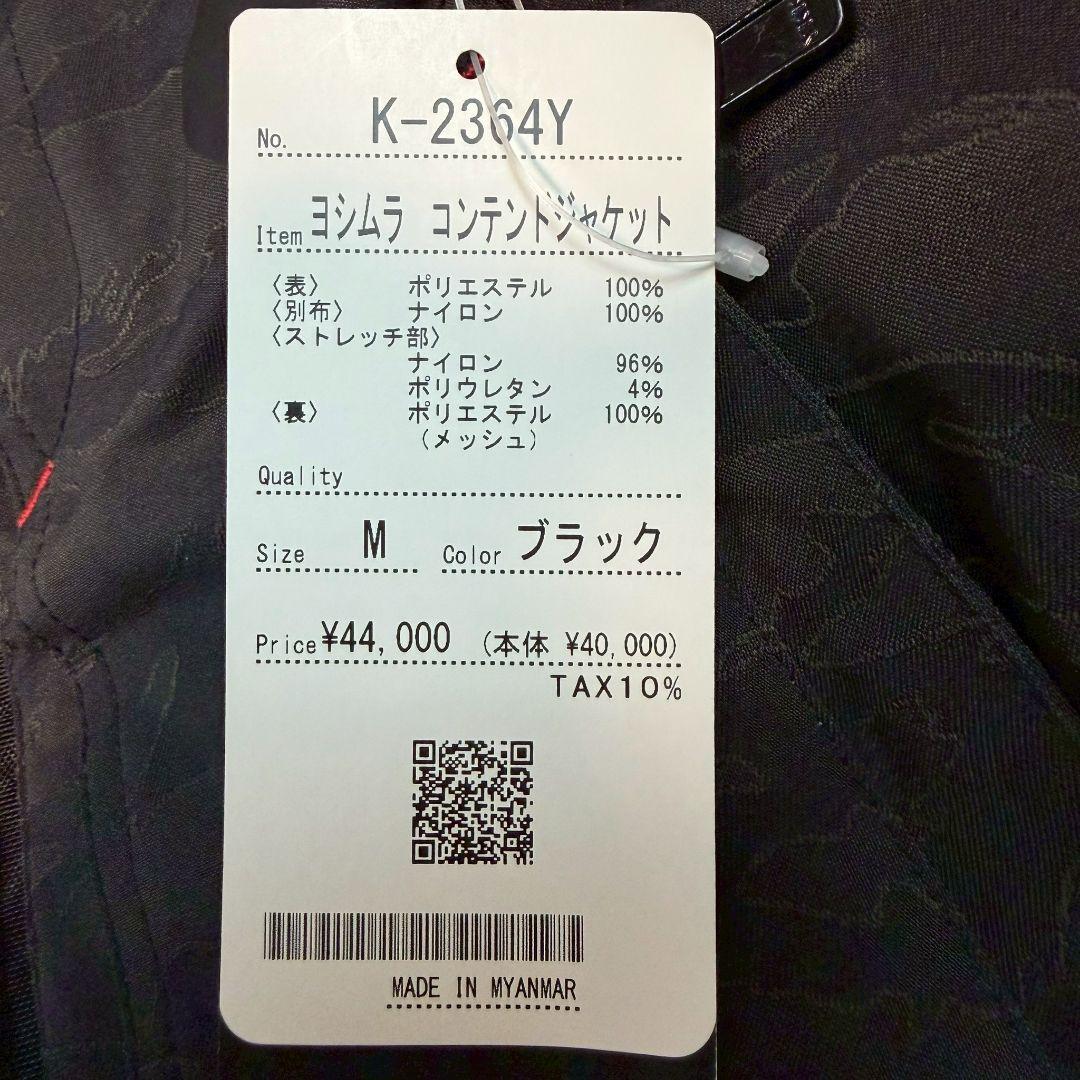 No. K-2364Y
Item ヨシムラ コンテンドジャケット
〈表〉 ポリエステル 100%
〈別布〉 ナイロン 100%
〈ストレッチ部〉
ナイロン 96%
ポリウレタン 4%
〈裏〉 ポリエステル 100%
(メッシュ)
Quality
Size M Color ブラック
Price ¥44,000 (本体 ¥40,000)
TAX10%
MADE IN MYANMAR